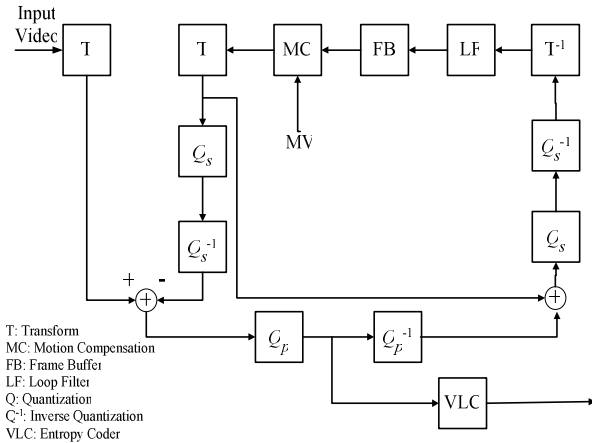 Input
Video
T
T
MC
FB
LF
T-1
MV
Qs
Qs-1
Qs-1
Qs
+ -
+
+
Qp
Qp-1
VLC
T: Transform
MC: Motion Compensation
FB: Frame Buffer
LF: Loop Filter
Q: Quantization
Q-1: Inverse Quantization
VLC: Entropy Coder